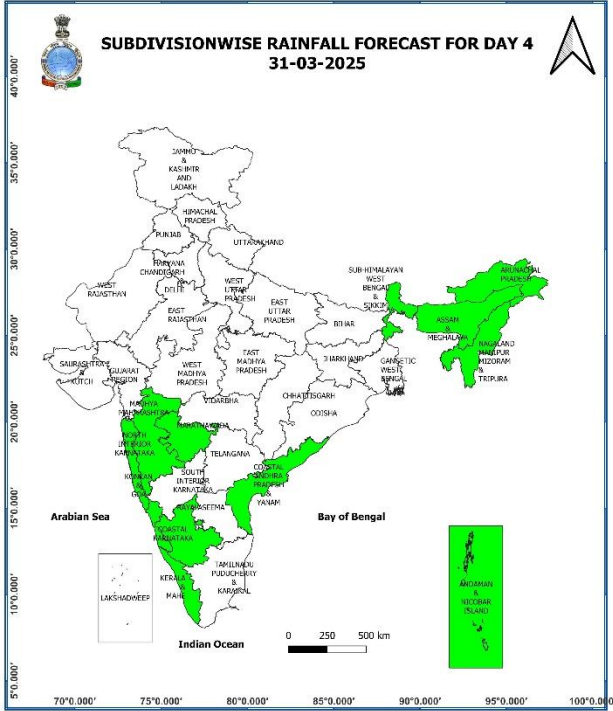 SUBDIVISIONWISE RAINFALL FORECAST FOR DAY 4
31-03-2025
40°0.000'
35°0.000'
30°0.000'
25°0.000'
20°0.000'
15°0.000'
10°0.000'
5°0.000'
JAMMU
&
KASHMIR
AND
LADAKH
HIMACHAL
PRADESH
PUNJAB
UTTARAKHAND
HARYANA
CHANDIGARH
&
DELHI
WEST
RAJASTHAN
EAST
RAJASTHAN
WEST
UTTAR
PRADESH
EAST
UTTAR
PRADESH
SUB-HIMALAYAN
WEST
BENGAL
&
SIKKIM
ARUNACHAL
PRADESH
ASSAM
&
MEGHALAYA
NAGALAND
MANIPUR
MIZORAM
&
TRIPURA
BIHAR
JHARKHAND
GANGETIC
WEST
BENGAL
SAURASHTRA
&
KUTCH
GUJARAT
REGION
WEST
MADHYA
PRADESH
EAST
MADHYA
PRADESH
CHHATTISGARH
ODISHA
VIDARBHA
MADHYA
MAHARASHTRA
MARATHAWADA
NORTH
INTERIOR
KARNATAKA
TELANGANA
KONKAN
&
GOA
SOUTH
INTERIOR
KARNATAKA
COASTAL
ANDHRA
PRADESH
&
YANAM
RAYALASEEMA
COASTAL
KARNATAKA
TAMILNADU
PUDUCHERRY
&
KARAIKAL
KERALA
&
MAHE
LAKSHADWEEP
ANDAMAN
&
NICOBAR
ISLAND
Arabian Sea
Bay of Bengal
Indian Ocean
0 250 500 km
70°0.000' 75°0.000' 80°0.000' 85°0.000' 90°0.000' 95°0.000' 100°0.000'